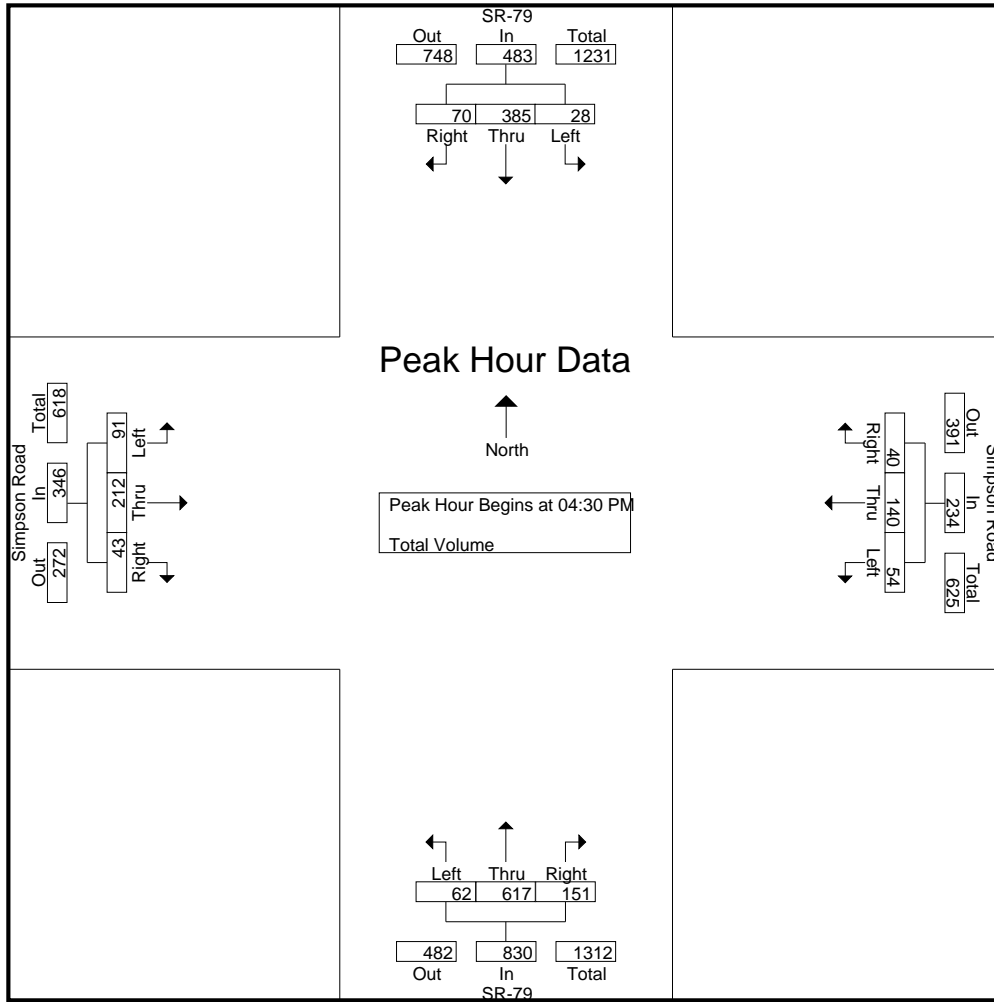 SR-79
Out In Total
748 483 1231
70 385 28
Right Thru Left
Peak Hour Data
North
Peak Hour Begins at 04:30 PM
Total Volume
Simpson Road
Out In Total
272 346 618
43 212 91
Right Thru Left
Simpson Road
Out In Total
391 234 625
40 140 54
Right Thru Left
Left Thru Right
62 617 151
482 830 1312
Out In Total
SR-79